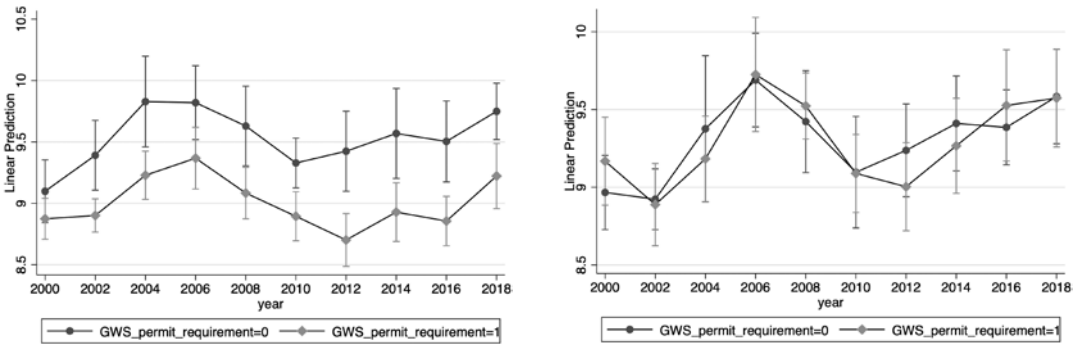 Linear Prediction
10.5
10
9.5
9
8.5
2000 2002 2004 2006 2008 2010 2012 2014 2016 2018
year
GWS_permit_requirement=0 GWS_permit_requirement=1
Linear Prediction
10
9.5
9
8.5
2000 2002 2004 2006 2008 2010 2012 2014 2016 2018
year
GWS_permit_requirement=0 GWS_permit_requirement=1